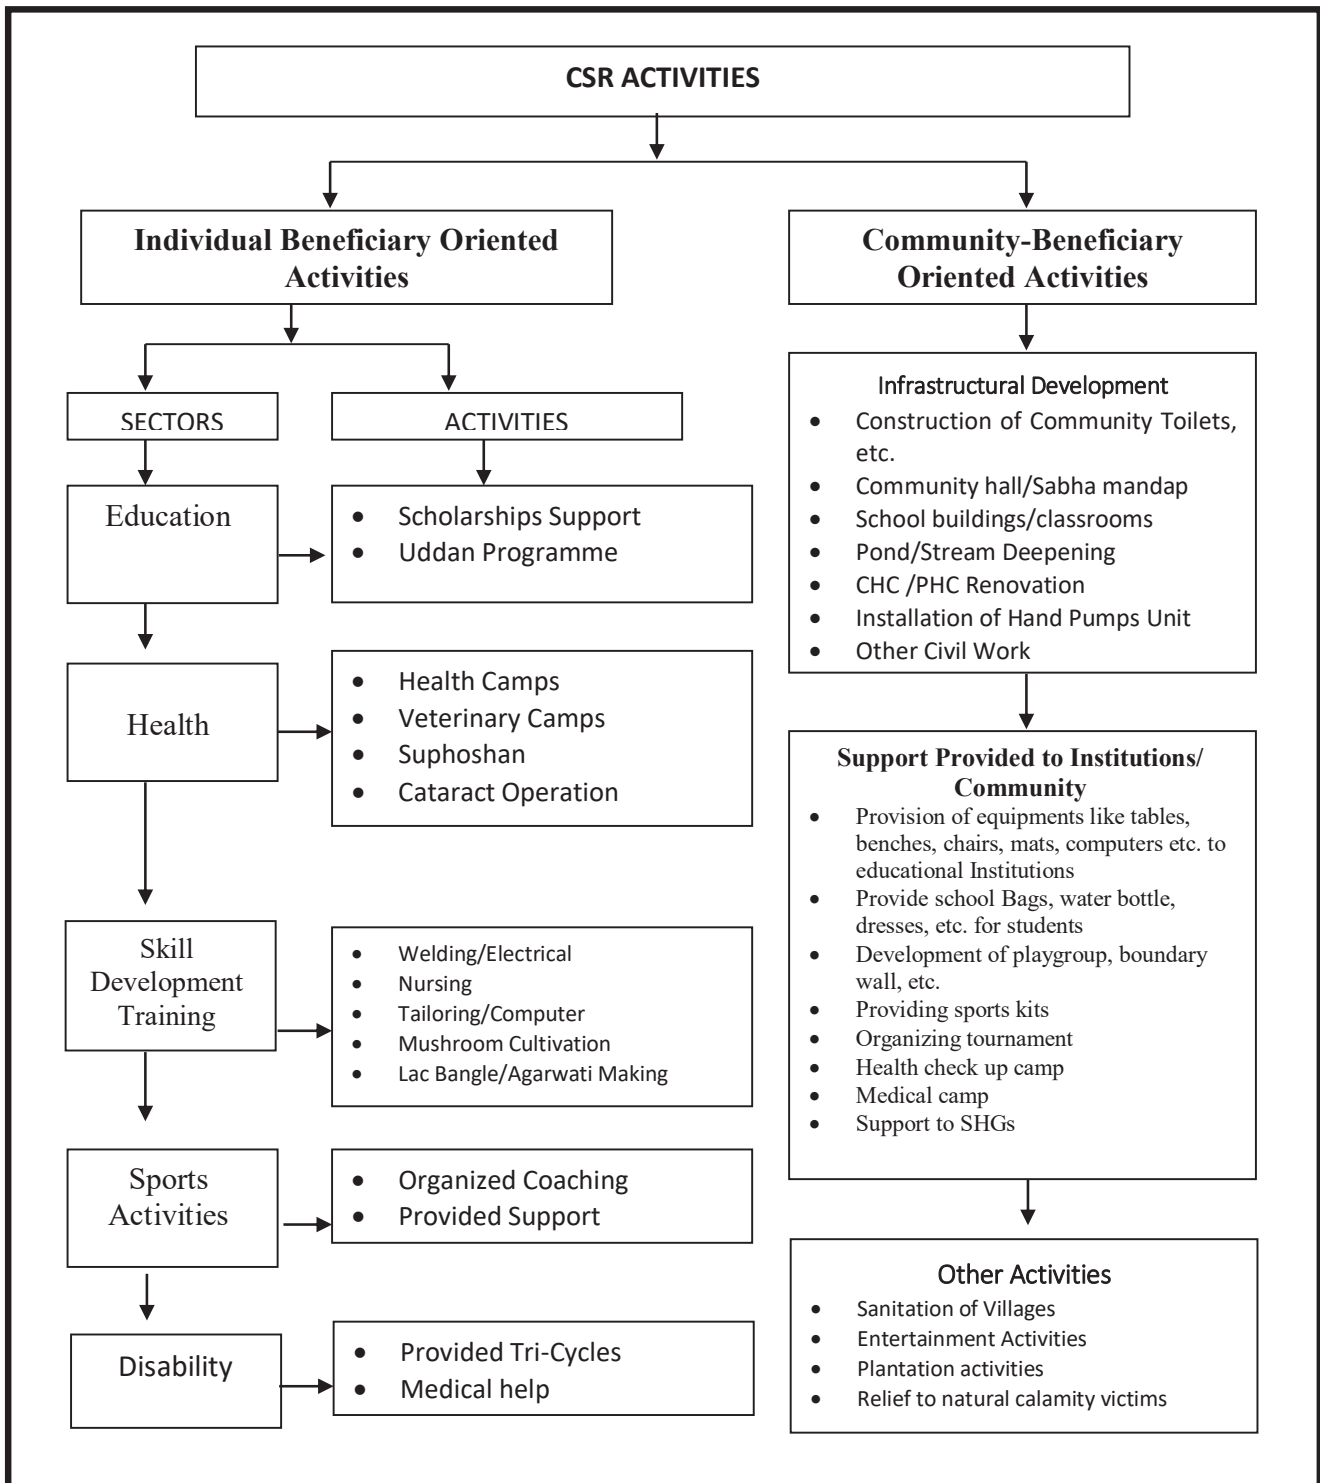 CSR ACTIVITIES
Individual Beneficiary Oriented
Activities
Community-Beneficiary
Oriented Activities
SECTORS
ACTIVITIES
Education
• Scholarships Support
• Uddan Programme
Health
• Health Camps
• Veterinary Camps
• Suphoshan
• Cataract Operation
Skill
Development
Training
• Welding/Electrical
• Nursing
• Tailoring/Computer
• Mushroom Cultivation
• Lac Bangle/Agarwati Making
Sports
Activities
• Organized Coaching
• Provided Support
Disability
• Provided Tri-Cycles
• Medical help
Infrastructural Development
• Construction of Community Toilets,
etc.
• Community hall/Sabha mandap
• School buildings/classrooms
• Pond/Stream Deepening
• CHC /PHC Renovation
• Installation of Hand Pumps Unit
• Other Civil Work
Support Provided to Institutions/
Community
• Provision of equipments like tables,
benches, chairs, mats, computers etc. to
educational Institutions
• Provide school Bags, water bottle,
dresses, etc. for students
• Development of playgroup, boundary
wall, etc.
• Providing sports kits
• Organizing tournament
• Health check up camp
• Medical camp
• Support to SHGs
Other Activities
• Sanitation of Villages
• Entertainment Activities
• Plantation activities
• Relief to natural calamity victims